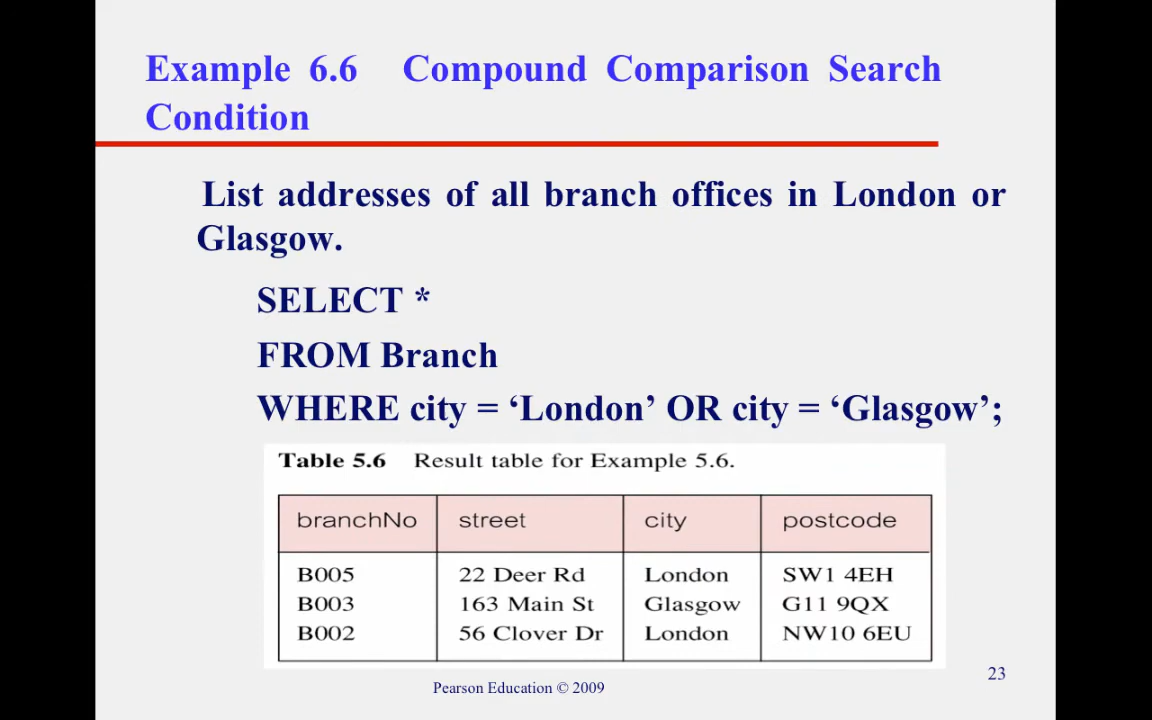 Example 6.6 Compound Comparison Search
Condition
List addresses of all branch offices in London or
Glasgow.
SELECT *
FROM Branch
WHERE city = ‘London’ OR city = ‘Glasgow’;
Table 5.6 Result table for Example 5.6.
branchNo street city postcode
B005 22 Deer Rd London SW1 4EH
B003 163 Main St Glasgow G11 9QX
B002 56 Clover Dr London NW10 6EU
23
Pearson Education © 2009